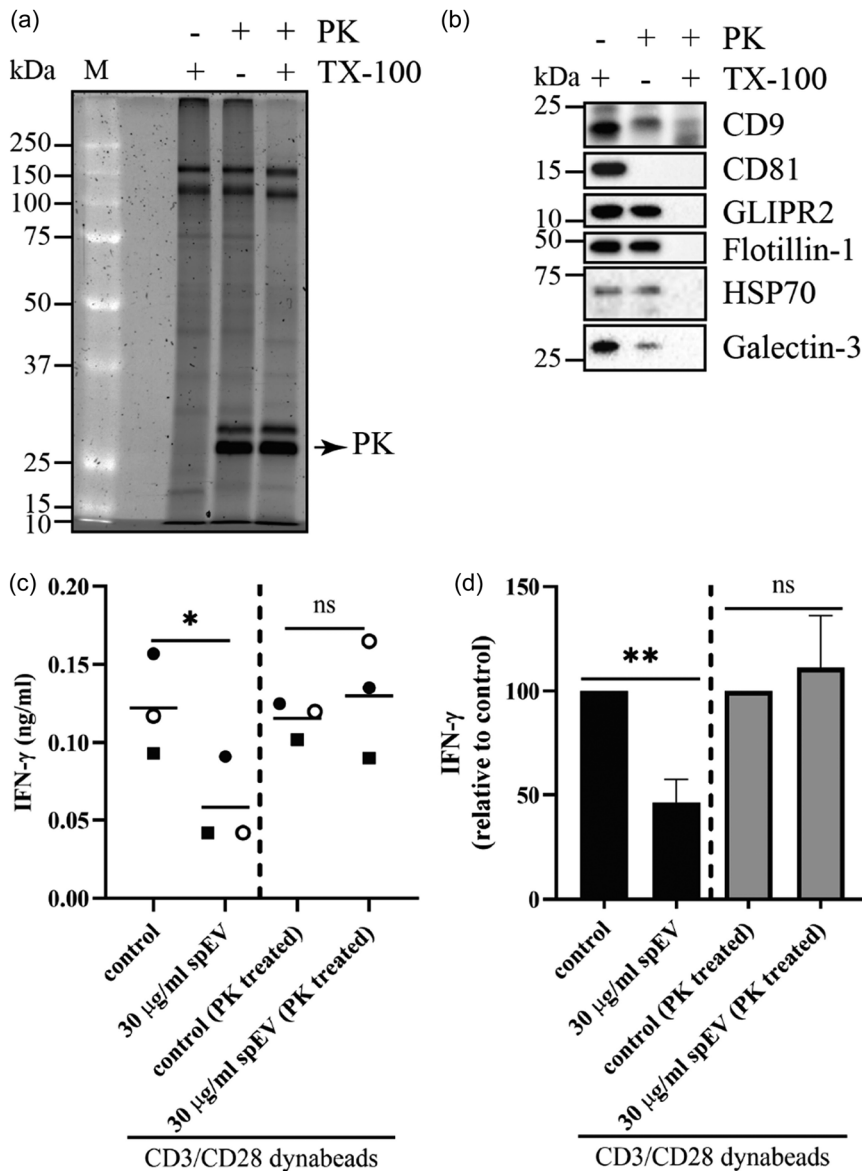 (a)
- + + PK
kDa M + - + TX-100
250
150
100
75
50
37
25
15
10
PK
(b)
- + + PK
kDa + - + TX-100
25 CD9
15 CD81
10 GLIPR2
50 Flotillin-1
75 HSP70
25 Galectin-3
(c)
IFN-γ (ng/ml)
0.20
0.15
0.10
0.05
0.00
*
ns
control
30 μg/ml spEV
control (PK treated)
30 μg/ml spEV (PK treated)
CD3/CD28 dynabeads
(d)
IFN-γ
(relative to control)
150
100
50
0
**
ns
control
30 μg/ml spEV
control (PK treated)
30 μg/ml spEV (PK treated)
CD3/CD28 dynabeads